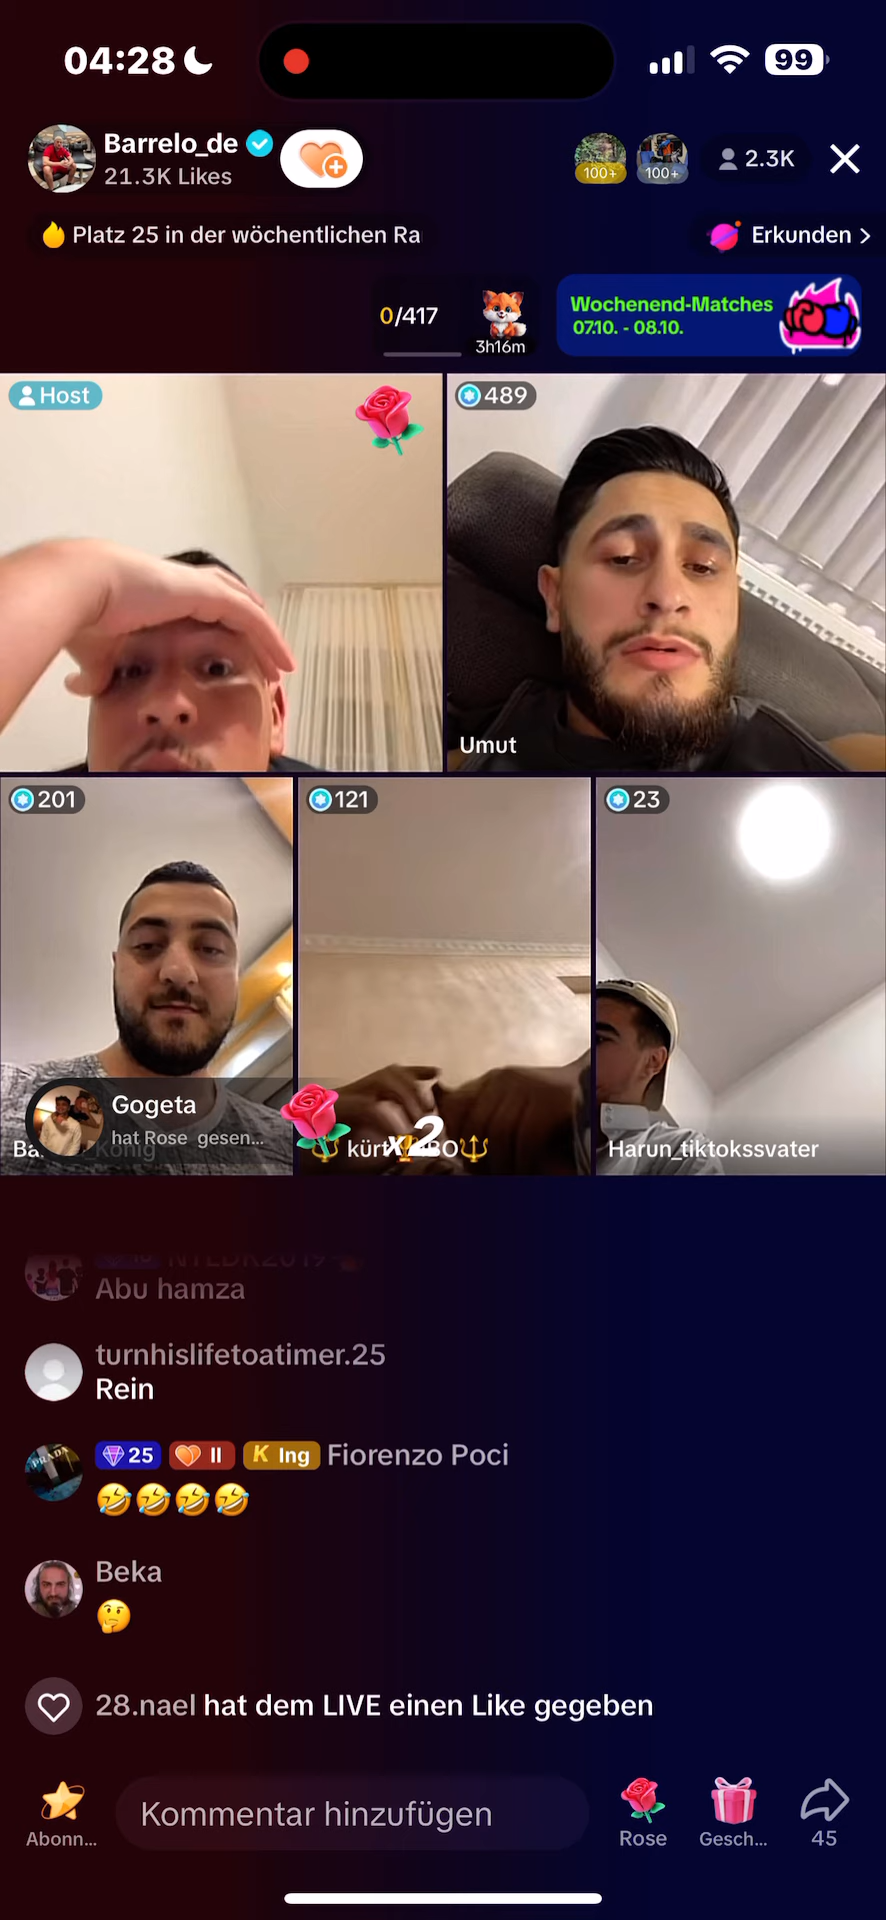 04:28
99
Barrelo_de
21.3K Likes
100+
100+
2.3K
Platz 25 in der wöchentlichen Ra
Erkunden >
0/417
3h16m
Wochenend-Matches
07.10. - 08.10.
Host
489
Umut
201
121
23
Gogeta
hat Rose gesen...
x2
Harun_tiktokssvater
Abu hamza
turnhislifetoatimer.25
Rein
25 II K Ing Fiorenzo Poci
🤣🤣🤣🤣
Beka
🤔
28.nael hat dem LIVE einen Like gegeben
Abonn...
Kommentar hinzufügen
Rose
Gesch...
45